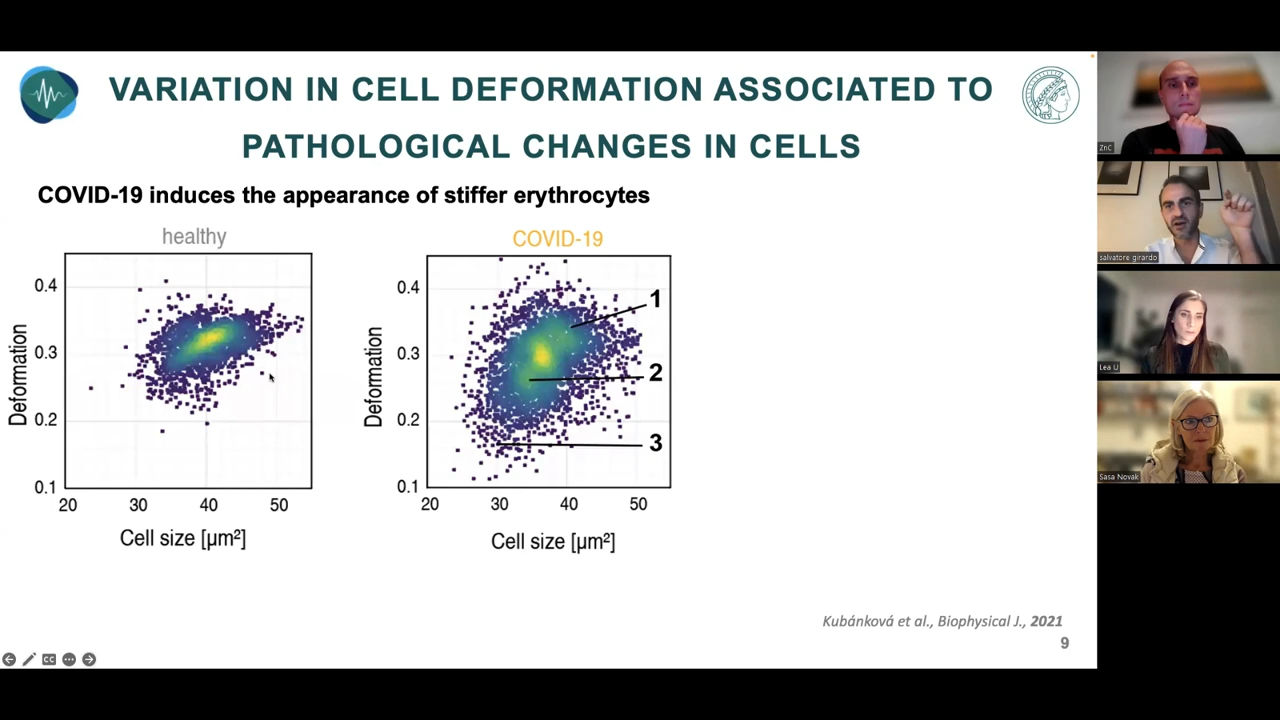 VARIATION IN CELL DEFORMATION ASSOCIATED TO
PATHOLOGICAL CHANGES IN CELLS
COVID-19 induces the appearance of stiffer erythrocytes
healthy
Deformation
0.4
0.3
0.2
0.1
20 30 40 50
Cell size [µm²]
COVID-19
Deformation
0.4
0.3
0.2
0.1
1
2
3
20 30 40 50
Cell size [µm²]
Kubánková et al., Biophysical J., 2021
9
CC
ZnC
salvatore girardo
Lea U
Sasa Novak